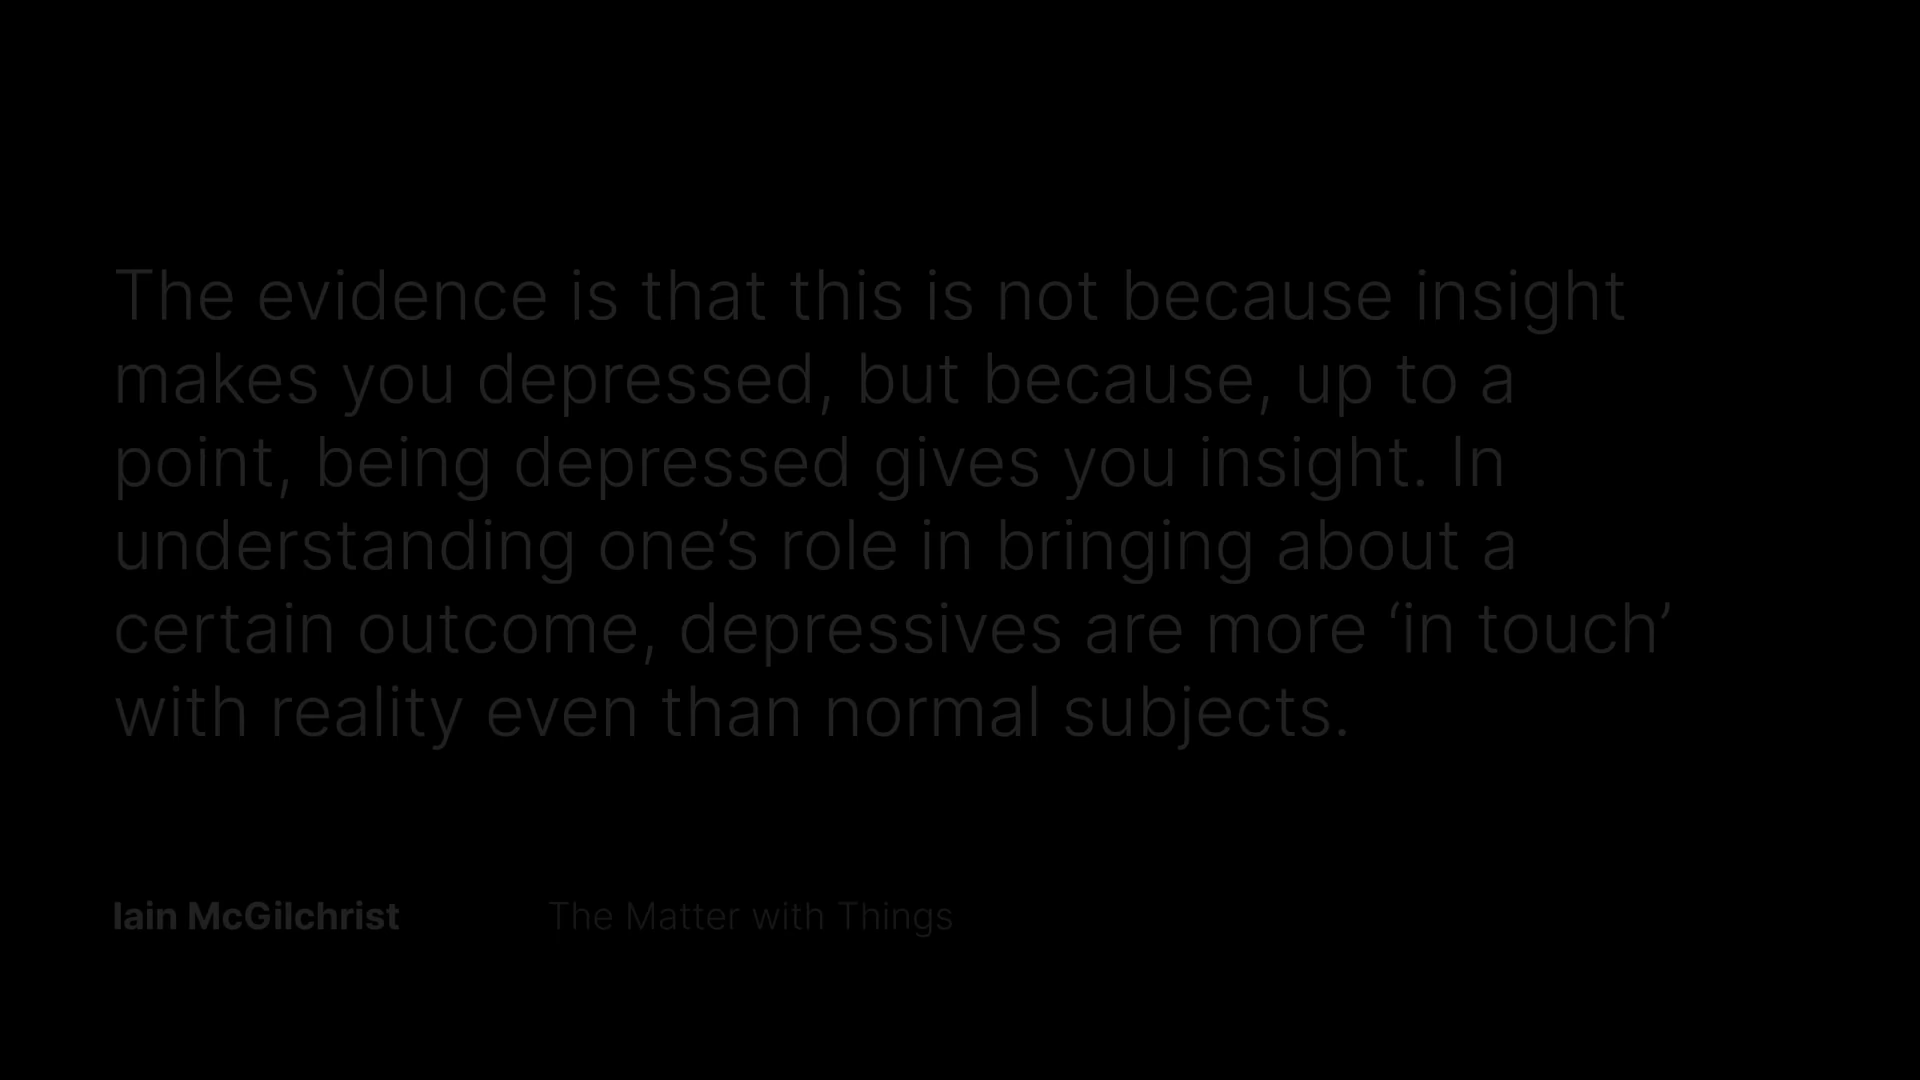 The evidence is that this is not because insight
makes you depressed, but because, up to a
point, being depressed gives you insight. In
understanding one’s role in bringing about a
certain outcome, depressives are more ‘in touch’
with reality even than normal subjects.
Iain McGilchrist The Matter with Things